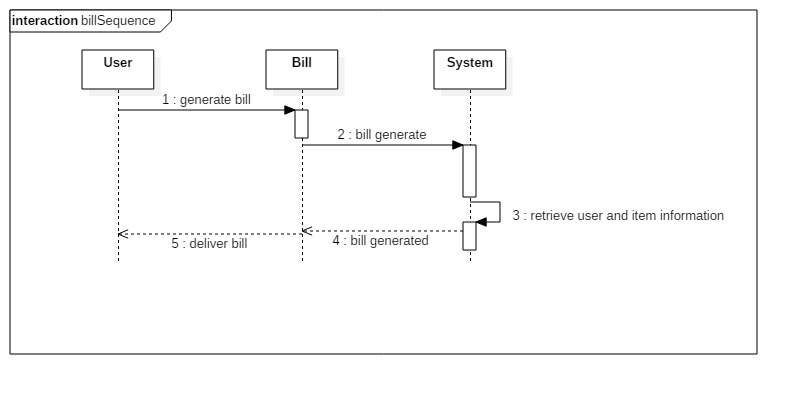 interaction billSequence
User
Bill
System
1 : generate bill
2 : bill generate
3 : retrieve user and item information
4 : bill generated
5 : deliver bill